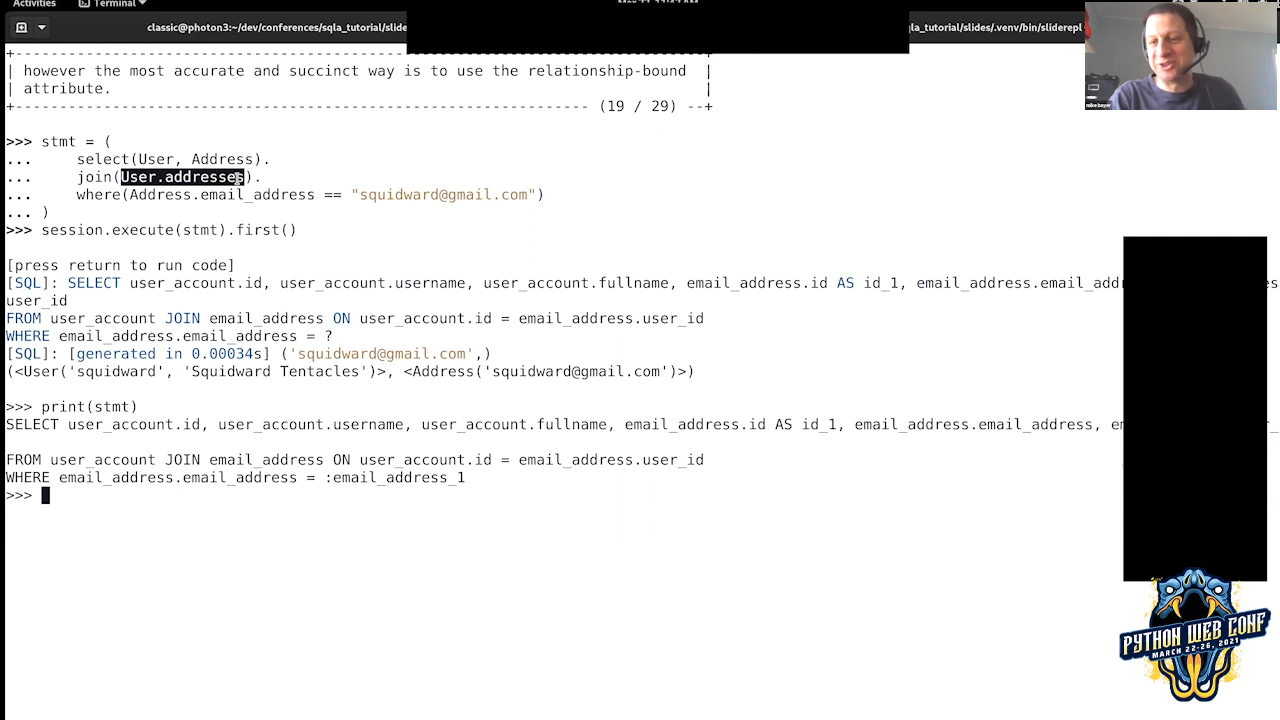 Activities
Terminal
classic@photon3:~/dev/conferences/sqla_tutorial/slide
la_tutorial/slides/.venv/bin/sliderepl
+-----------------------------------------------------------------------------+
| however the most accurate and succinct way is to use the relationship-bound |
| attribute. |
+---------------------------------------------------------------- (19 / 29) --+
>>> stmt = (
... select(User, Address).
... join(User.addresses).
... where(Address.email_address == "squidward@gmail.com")
... )
>>> session.execute(stmt).first()
[press return to run code]
[SQL]: SELECT user_account.id, user_account.username, user_account.fullname, email_address.id AS id_1, email_address.email_add
user_id
FROM user_account JOIN email_address ON user_account.id = email_address.user_id
WHERE email_address.email_address = ?
[SQL]: [generated in 0.00034s] ('squidward@gmail.com',)
(<User('squidward', 'Squidward Tentacles')>, <Address('squidward@gmail.com')>)
>>> print(stmt)
SELECT user_account.id, user_account.username, user_account.fullname, email_address.id AS id_1, email_address.email_address, em
FROM user_account JOIN email_address ON user_account.id = email_address.user_id
WHERE email_address.email_address = :email_address_1
>>>
mike bayer
PYTHON WEB CONF
MARCH 22-26, 2021